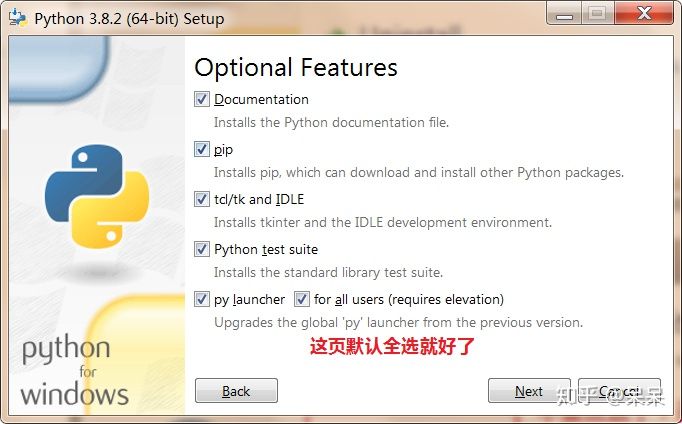 Python 3.8.2 (64-bit) Setup
Optional Features
Documentation
Installs the Python documentation file.
pip
Installs pip, which can download and install other Python packages.
tcl/tk and IDLE
Installs tkinter and the IDLE development environment.
Python test suite
Installs the standard library test suite.
py launcher for all users (requires elevation)
Upgrades the global 'py' launcher from the previous version.
这页默认全选就好了
python
for
windows
Back Next Cancel
知乎 @呆呆